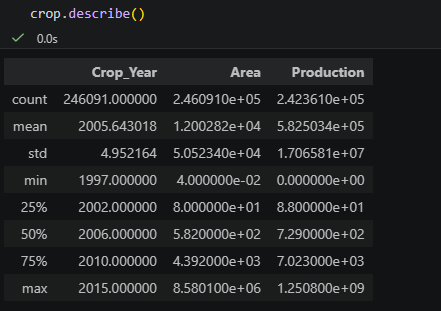 crop.describe()
0.0s
Crop_Year Area Production
count 246091.000000 2.460910e+05 2.423610e+05
mean 2005.643018 1.200282e+04 5.825034e+05
std 4.952164 5.052340e+04 1.706581e+07
min 1997.000000 4.000000e-02 0.000000e+00
25% 2002.000000 8.000000e+01 8.800000e+01
50% 2006.000000 5.820000e+02 7.290000e+02
75% 2010.000000 4.392000e+03 7.023000e+03
max 2015.000000 8.580100e+06 1.250800e+09